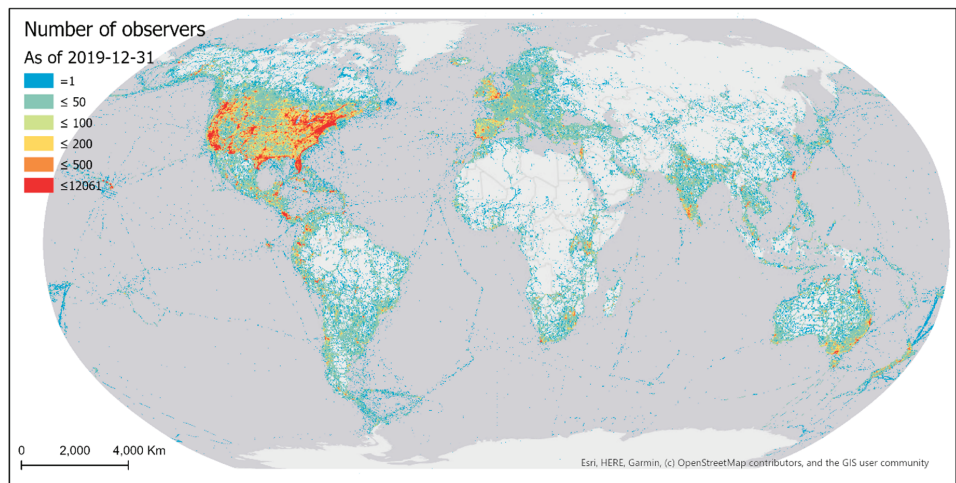 Number of observers
As of 2019-12-31
=1
≤ 50
≤ 100
≤ 200
≤ 500
≤12061
0 2,000 4,000 Km
Esri, HERE, Garmin, (c) OpenStreetMap contributors, and the GIS user community